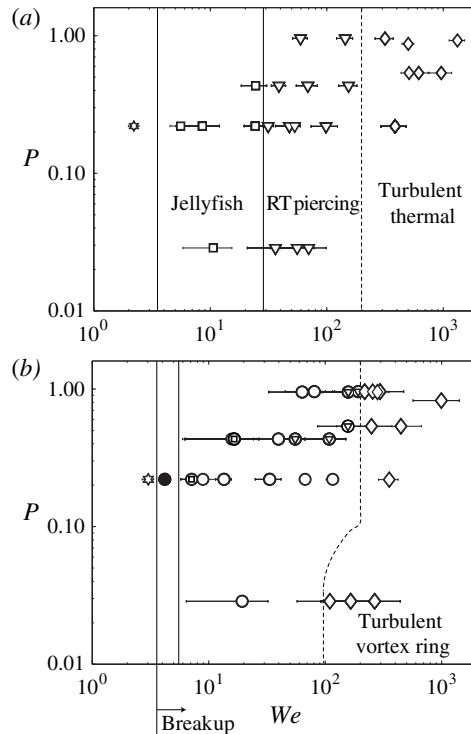 (a)
1.00
P
0.10
0.01
Jellyfish
RT piercing
Turbulent
thermal
10^0
10^1
10^2
10^3
(b)
1.00
P
0.10
0.01
Turbulent
vortex ring
10^0
10^1
10^2
10^3
Breakup
We